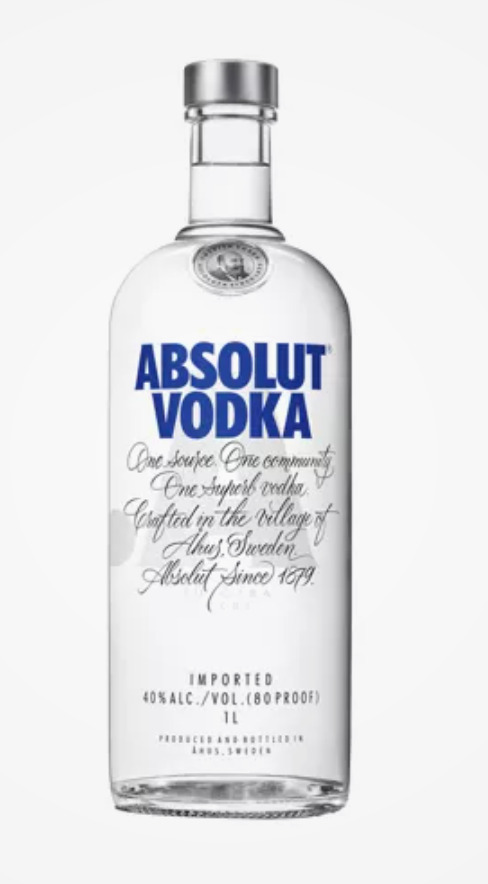 ABSOLUT®
VODKA
One source. One community
One superb vodka.
Crafted in the village of
Åhus, Sweden
Absolut Since 1879.
IMPORTED
40% ALC./VOL. (80 PROOF)
1L
PRODUCED AND BOTTLED IN
ÅHUS, SWEDEN